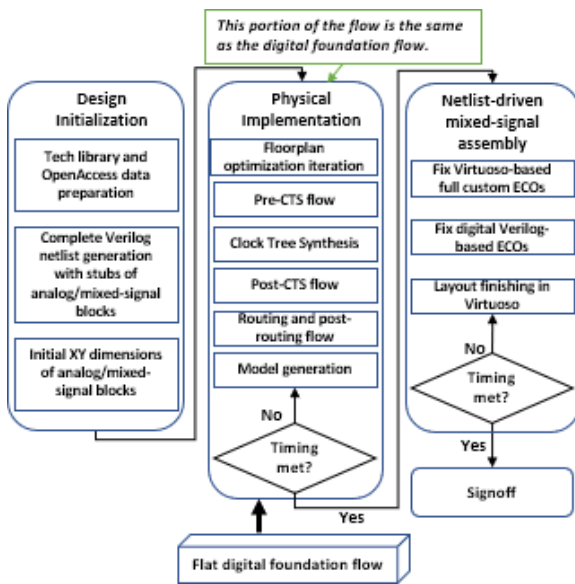 This portion of the flow is the same
as the digital foundation flow.
Design
Initialization
Tech library and
OpenAccess data
preparation
Complete Verilog
netlist generation
with stubs of
analog/mixed-signal
blocks
Initial XY dimensions
of analog/mixed-
signal blocks
Physical
Implementation
Floorplan
optimization iteration
Pre-CTS flow
Clock Tree Synthesis
Post-CTS flow
Routing and post-
routing flow
Model generation
No
Timing
met?
Yes
Flat digital foundation flow
Netlist-driven
mixed-signal
assembly
Fix Virtuoso-based
full custom ECOs
Fix digital Verilog-
based ECOs
Layout finishing in
Virtuoso
No
Timing
met?
Yes
Signoff